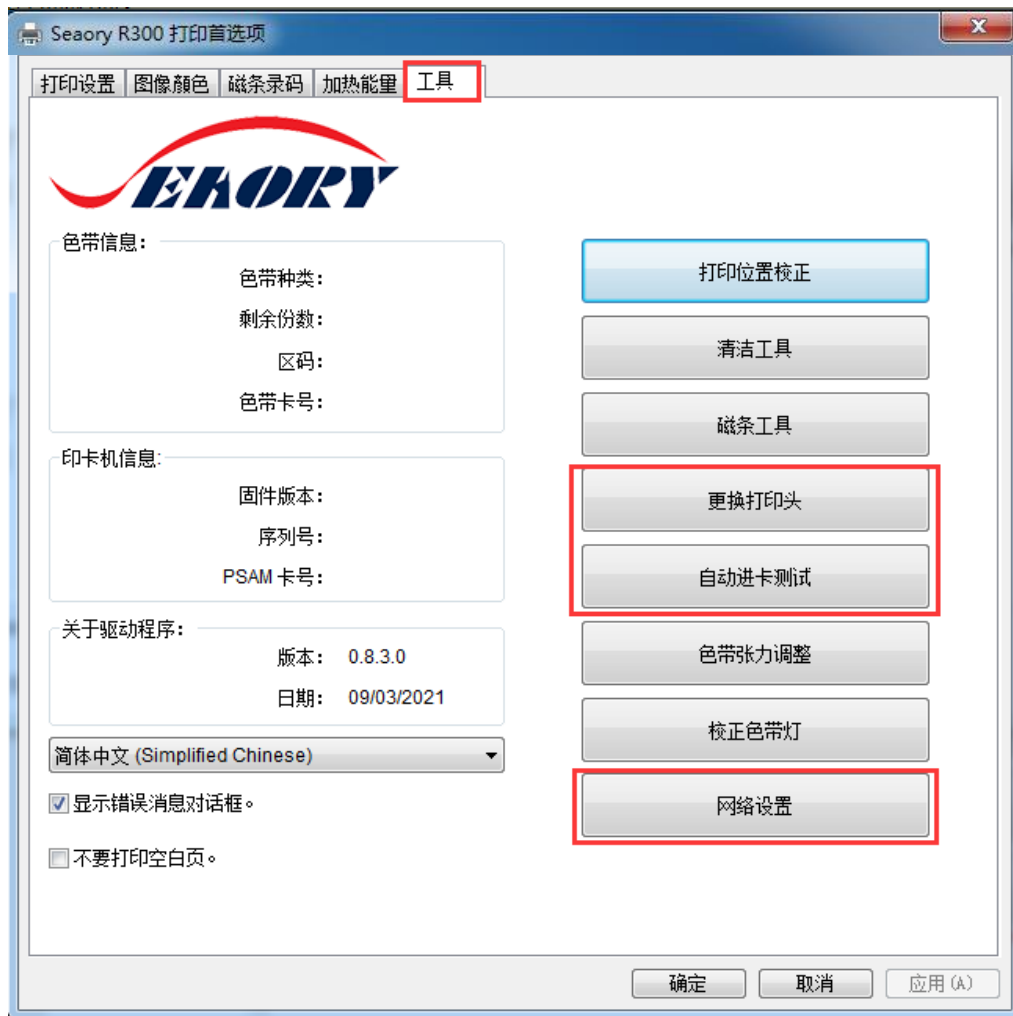 Seaory R300 打印首选项
打印设置 图像颜色 磁条录码 加热能里 工具
SEAORY
色带信息：
色带种类：
剩余份数：
区码：
色带卡号：
印卡机信息:
固件版本：
序列号：
PSAM 卡号：
关于驱动程序：
版本： 0.8.3.0
日期： 09/03/2021
简体中文 (Simplified Chinese)
显示错误消息对话框。
不要打印空白页。
打印位置校正
清洁工具
磁条工具
更换打印头
自动进卡测试
色带张力调整
校正色带灯
网络设置
确定 取消 应用(A)